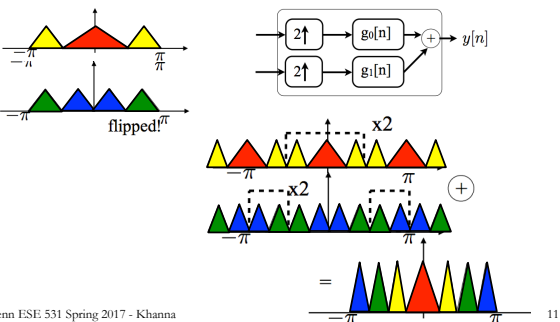 2↑ g₀[n] + y[n]
2↑ g₁[n]
−π π
−π π
flipped!
x2
−π π
x2 +
−π π
=
−π π
enn ESE 531 Spring 2017 - Khanna 11